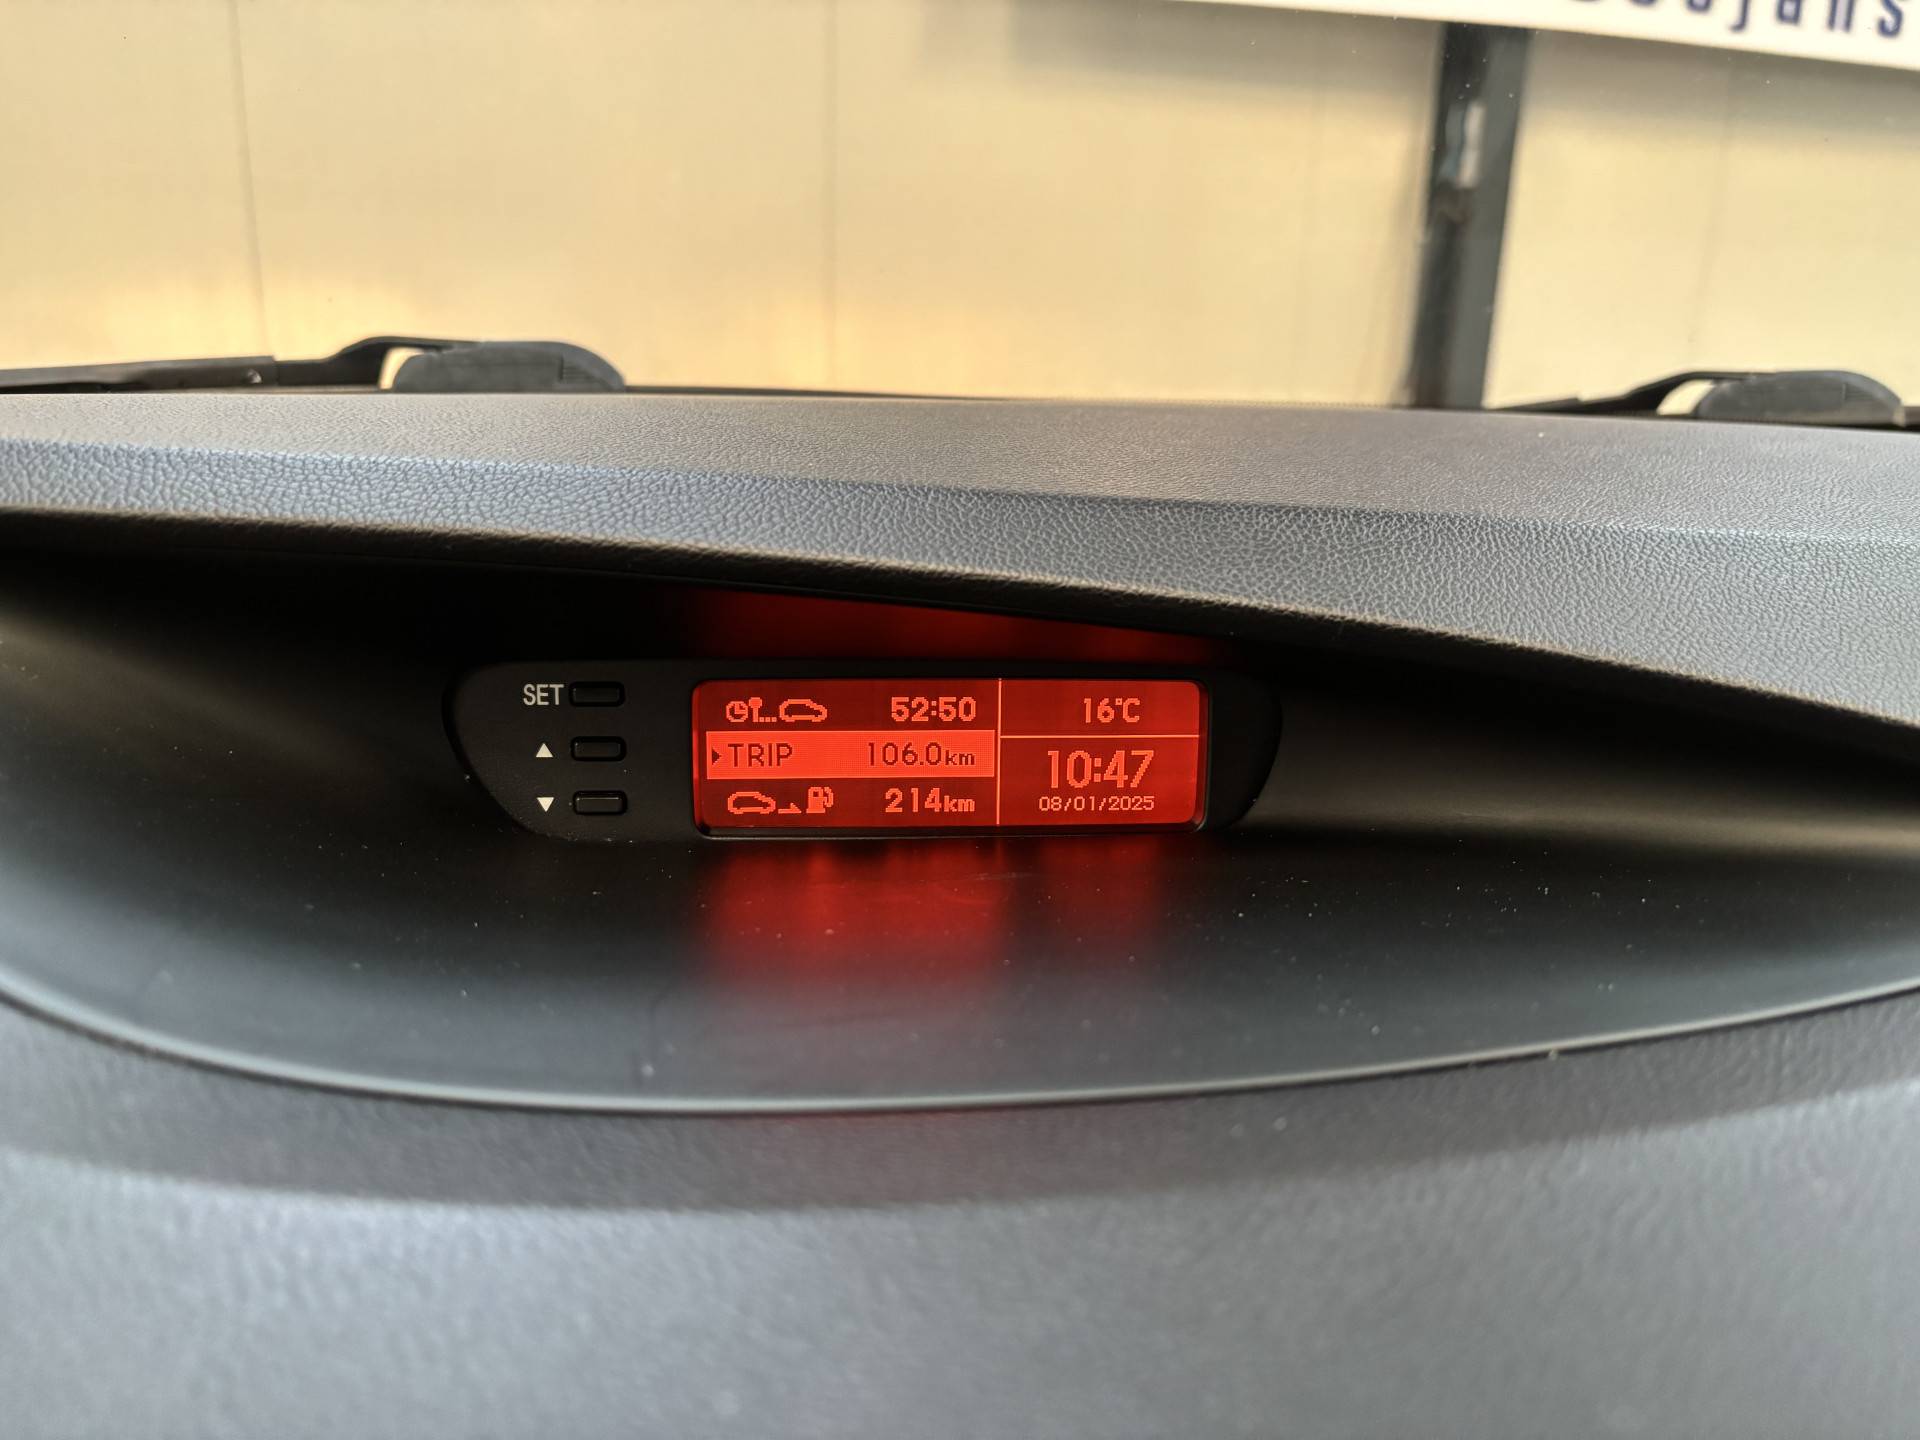 SET
▲
▼
52:50
TRIP 106.0km
214km
16°C
10:47
08/01/2025